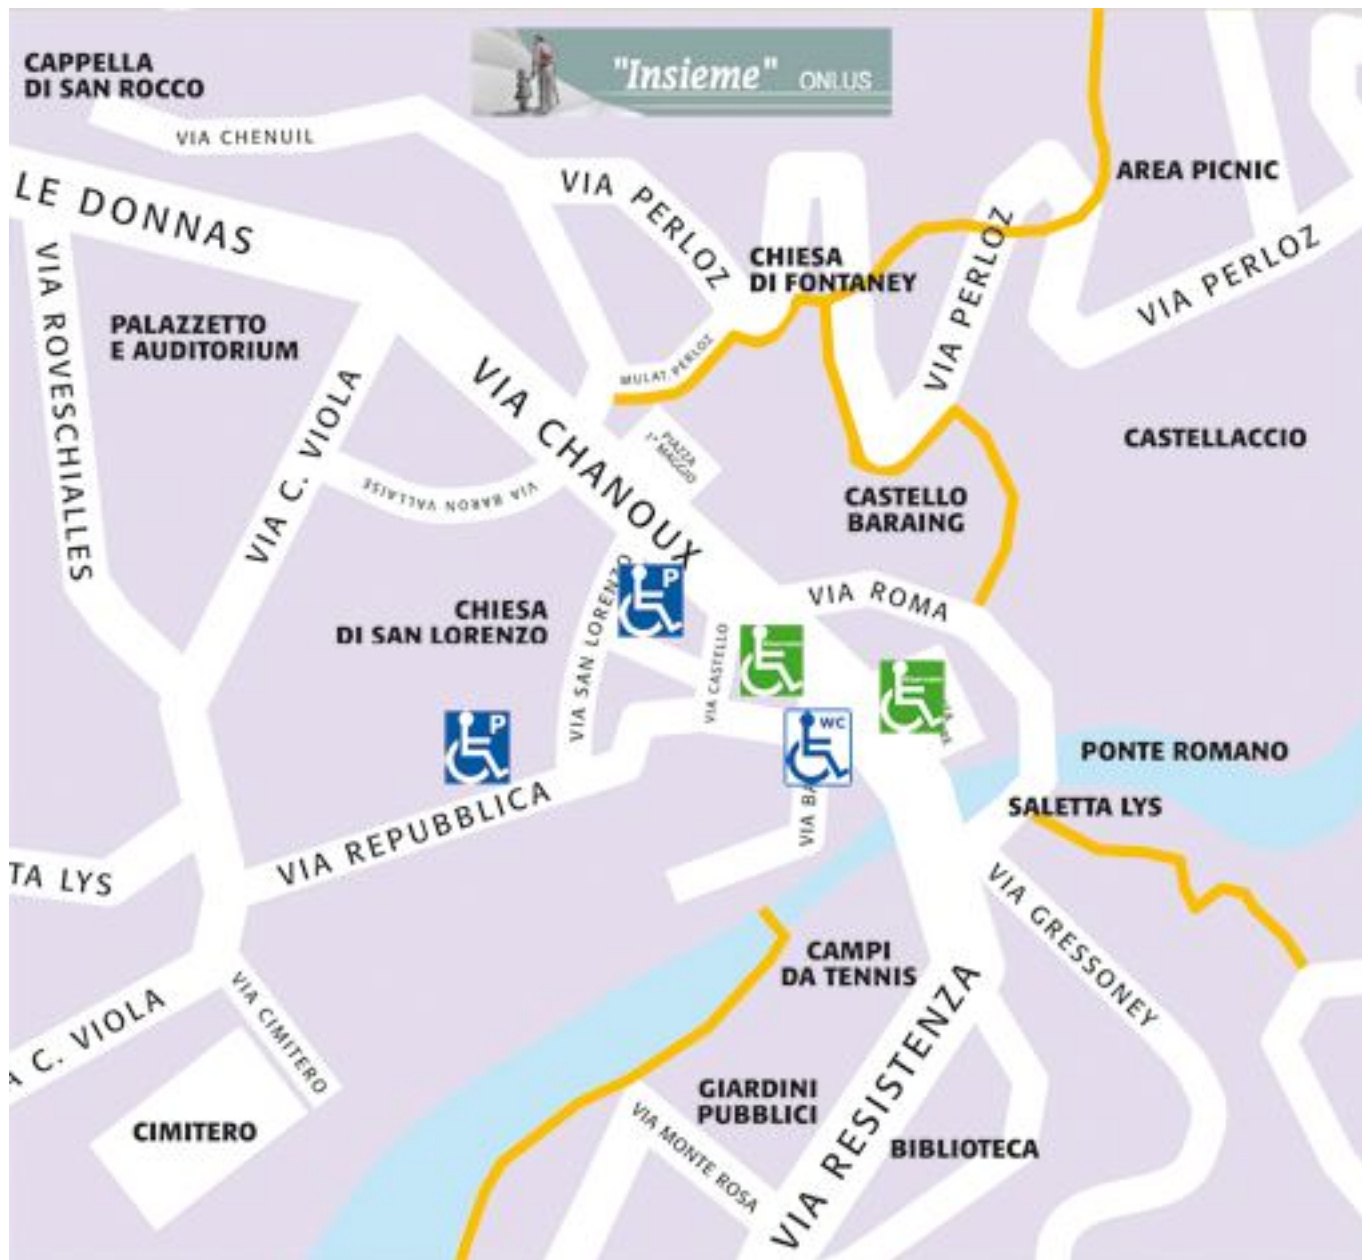 "Insieme" ONLUS
CAPPELLA
DI SAN ROCCO
VIA CHENUIL
LE DONNAS
VIA PERLOZ
AREA PICNIC
VIA ROVESCHIALLES
CHIESA
DI FONTANEY
VIA PERLOZ
VIA PERLOZ
PALAZZETTO
E AUDITORIUM
MULAT. PERLOZ
VIA C. VIOLA
VIA CHANOUX
PIAZZA
1° MAGGIO
CASTELLACCIO
VIA BARON VALLAISE
CASTELLO
BARAING
P
VIA ROMA
CHIESA
DI SAN LORENZO
VIA SAN LORENZO
VIA CASTELLO
P
WC
PONTE ROMANO
SALETTA LYS
VIA BA
VIA REPUBBLICA
TA LYS
VIA GRESSONEY
CAMPI
DA TENNIS
VIA CIMITERO
A C. VIOLA
VIA RESISTENZA
GIARDINI
PUBBLICI
CIMITERO
VIA MONTE ROSA
BIBLIOTECA